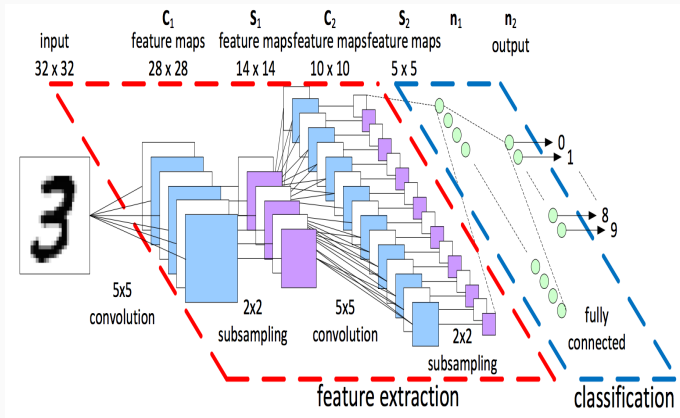 C₁ S₁ C₂ S₂ n₁ n₂
input feature maps feature maps feature maps feature maps output
32 x 32 28 x 28 14 x 14 10 x 10 5 x 5
0
1
3
8
9
5x5
convolution
2x2
subsampling
5x5
convolution
2x2
subsampling
fully
connected
feature extraction
classification